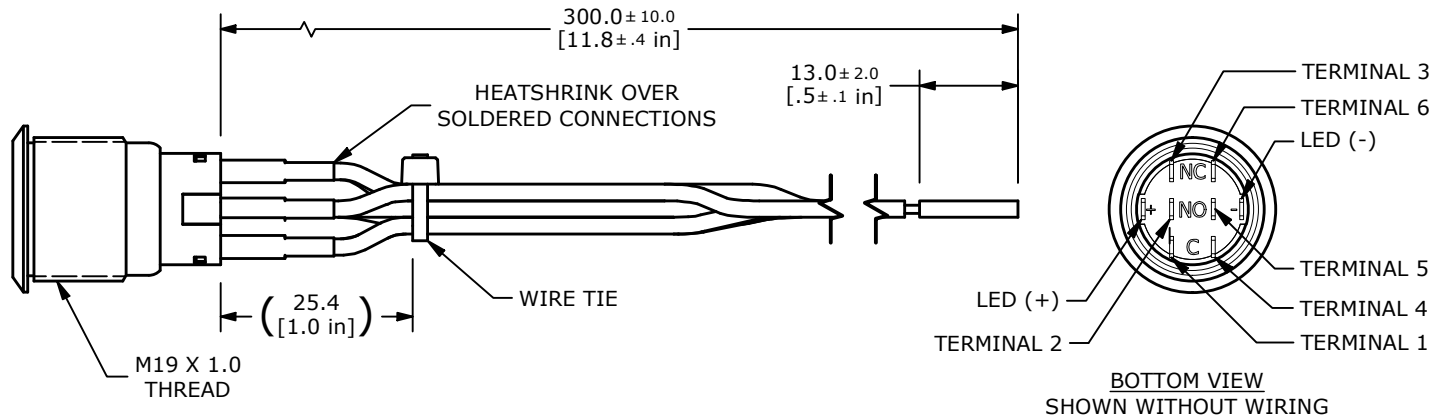 300.0±10.0
[11.8±.4 in]
13.0±2.0
[.5±.1 in]
HEATSHRINK OVER
SOLDERED CONNECTIONS
WIRE TIE
(25.4
[1.0 in])
M19 X 1.0
THREAD
TERMINAL 3
TERMINAL 6
LED (-)
NC
+ NO -
C
TERMINAL 5
LED (+)
TERMINAL 4
TERMINAL 2
TERMINAL 1
BOTTOM VIEW
SHOWN WITHOUT WIRING